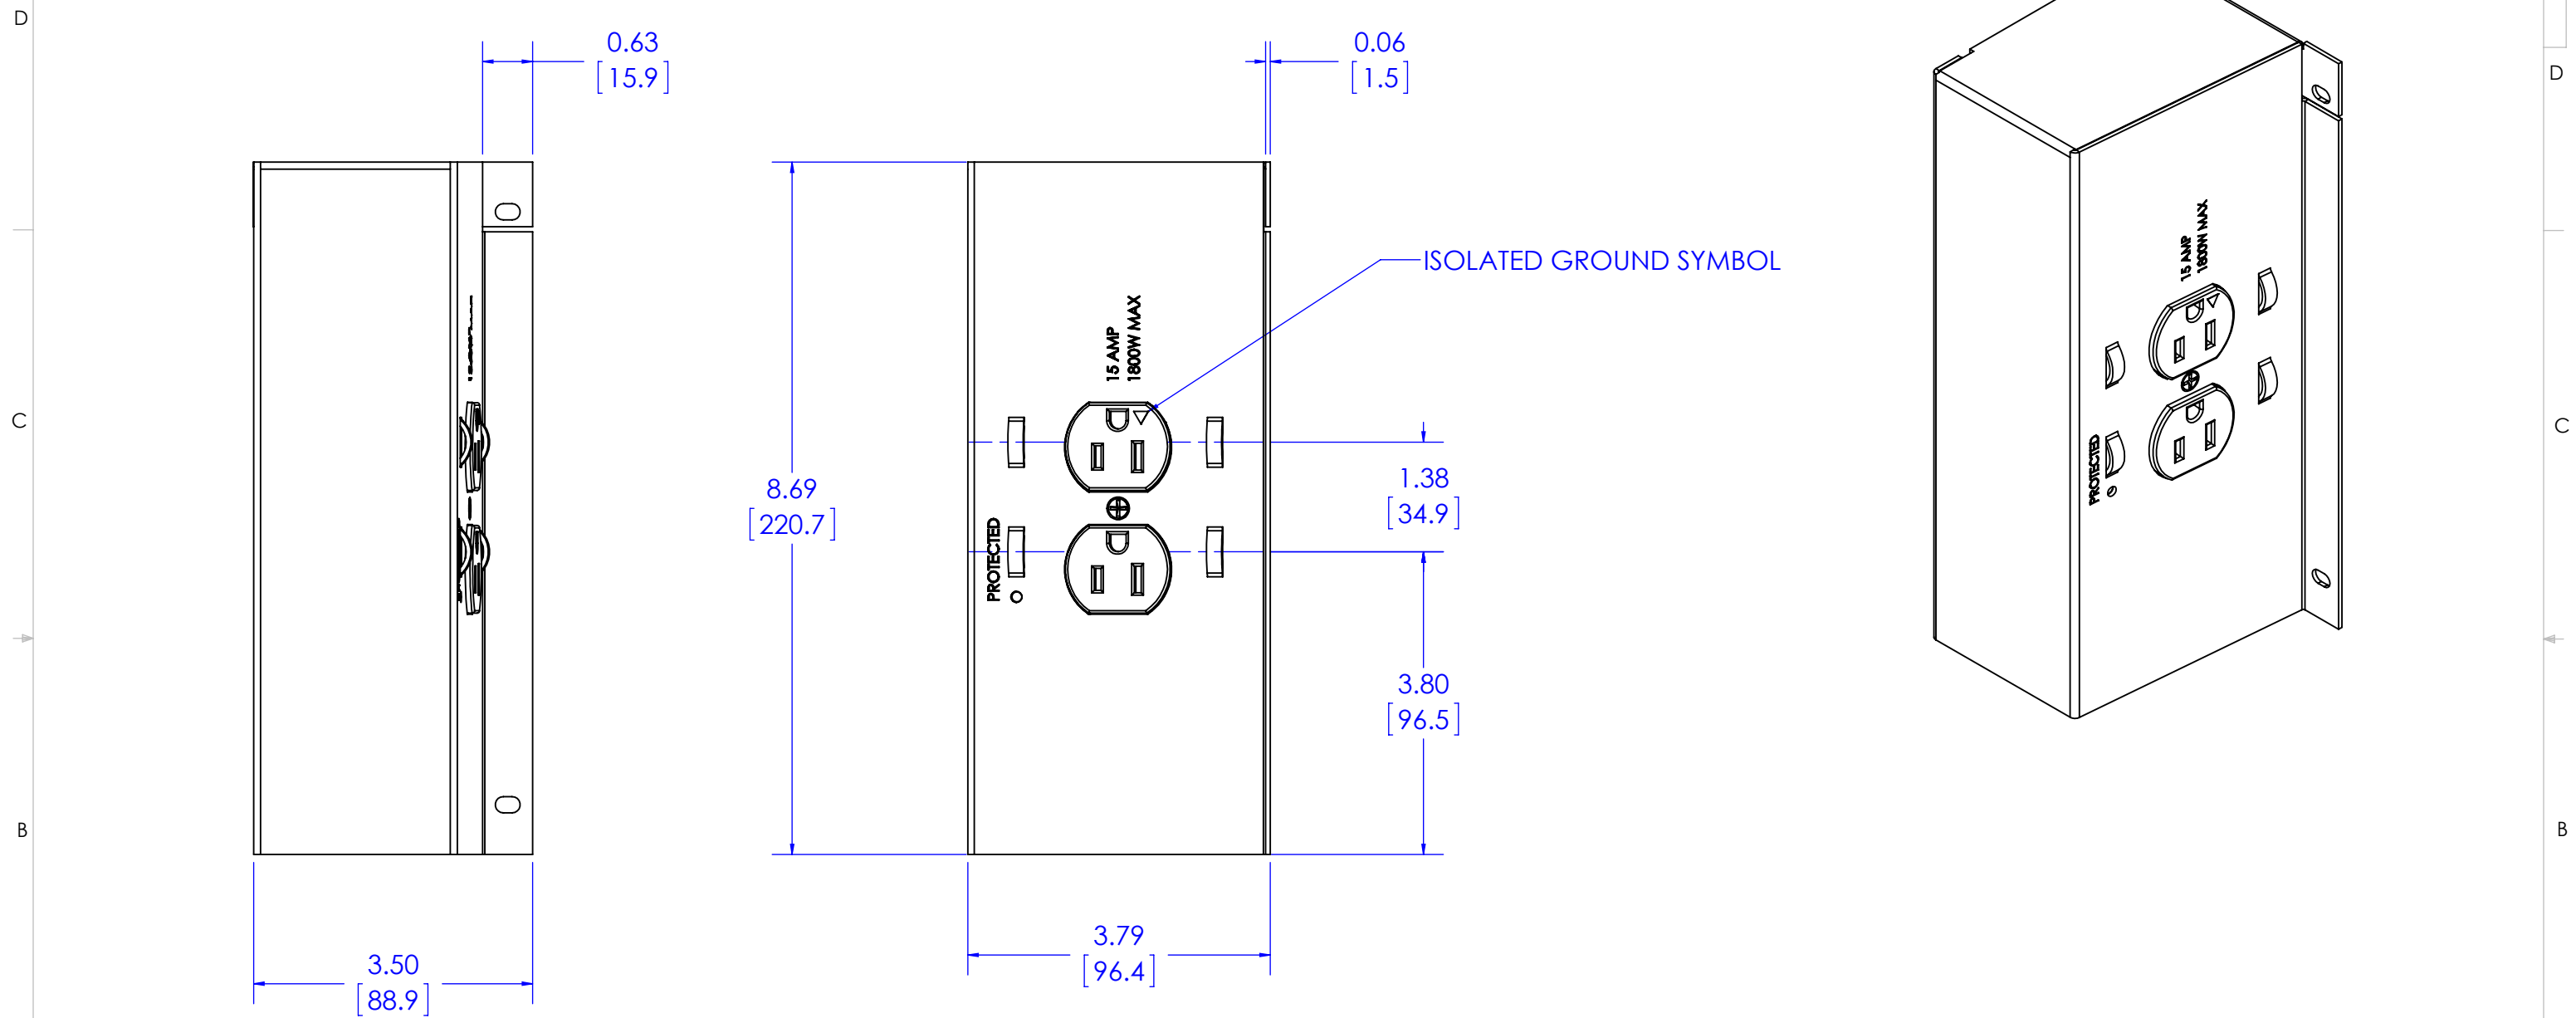 D
D
0.63
[15.9]
0.06
[1.5]
ISOLATED GROUND SYMBOL
15 AMP
1800W MAX
15 AMP
1800W MAX
C
C
8.69
[220.7]
1.38
[34.9]
PROTECTED
PROTECTED
3.80
[96.5]
B
B
3.79
[96.4]
3.50
[88.9]